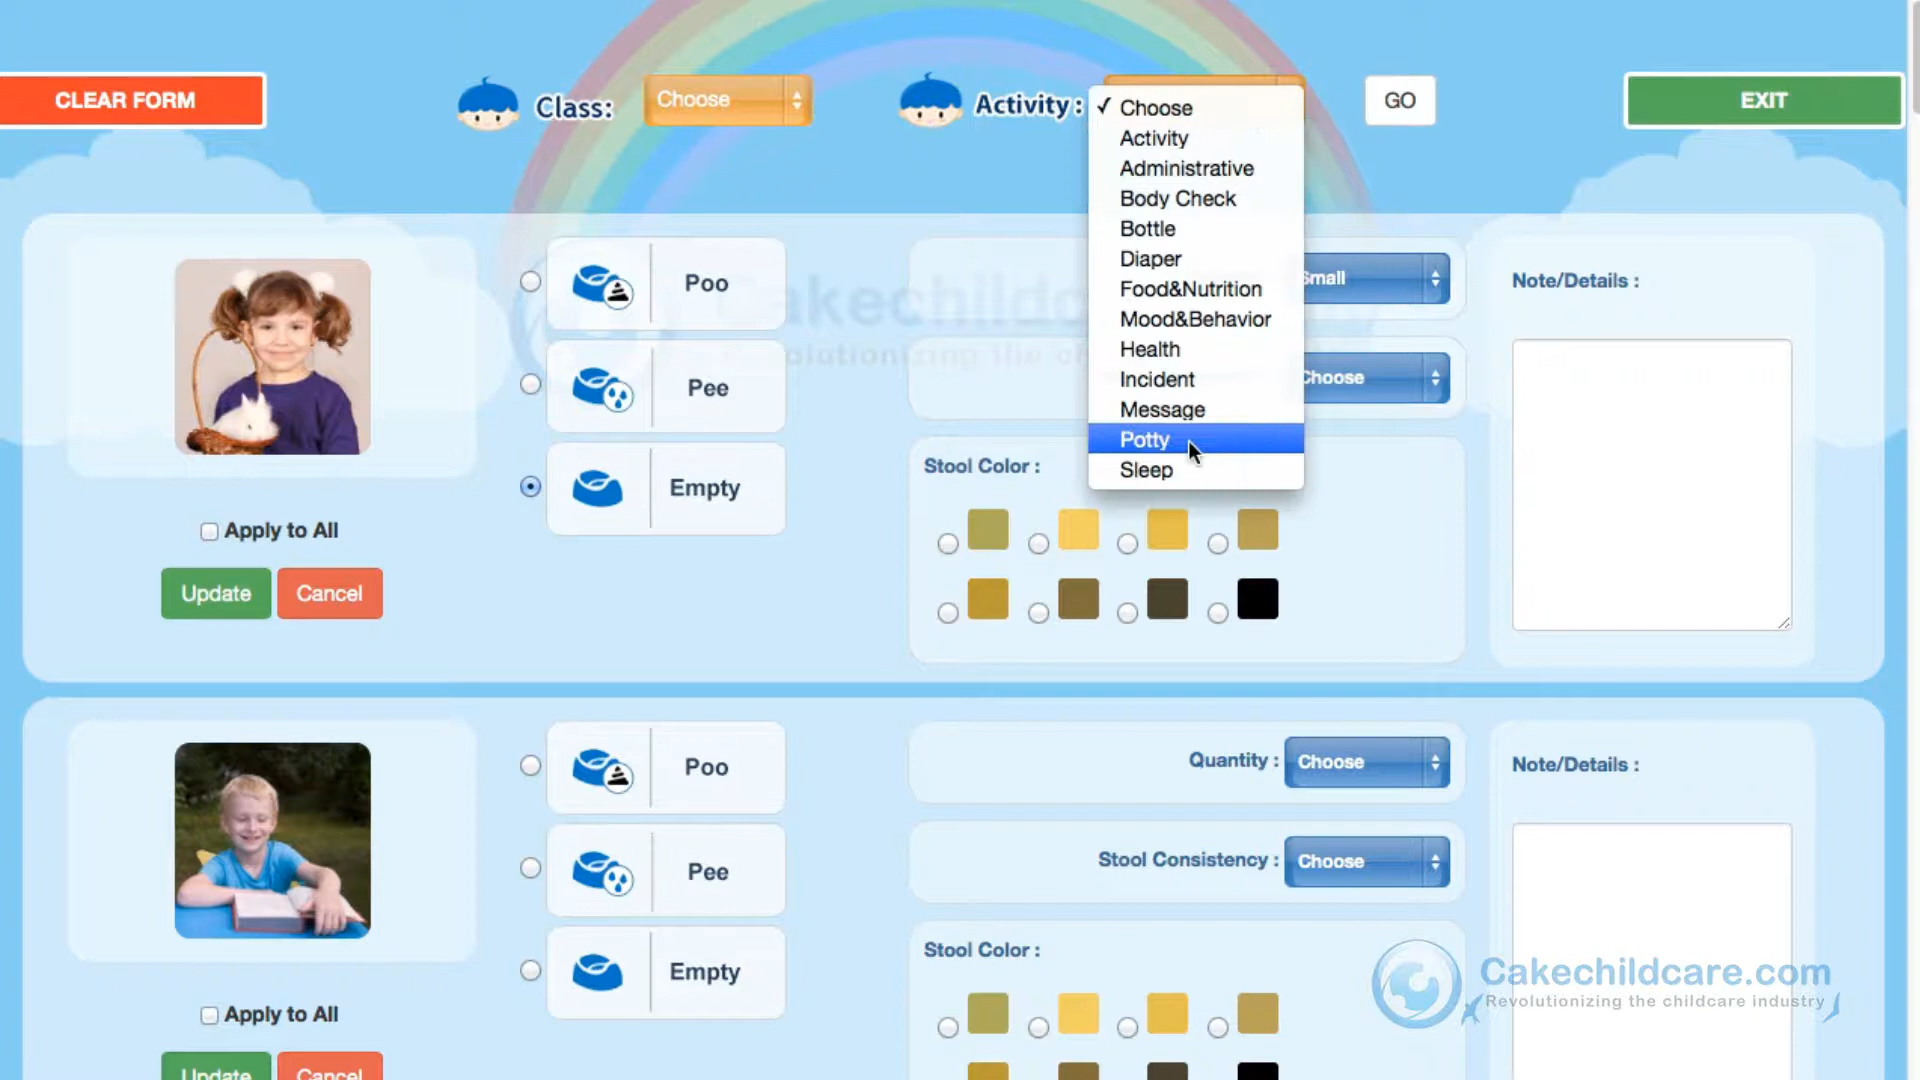 CLEAR FORM
Class:
Choose
Activity :
GO
EXIT
Choose
Activity
Administrative
Body Check
Bottle
Diaper
Food&Nutrition
Mood&Behavior
Health
Incident
Message
Potty
Sleep
Poo
Pee
Empty
Small
Choose
Stool Color :
Note/Details :
Apply to All
Update
Cancel
Poo
Pee
Empty
Quantity :
Choose
Stool Consistency :
Choose
Stool Color :
Note/Details :
Apply to All
Update
Cancel
Cakechildcare.com
Revolutionizing the childcare industry